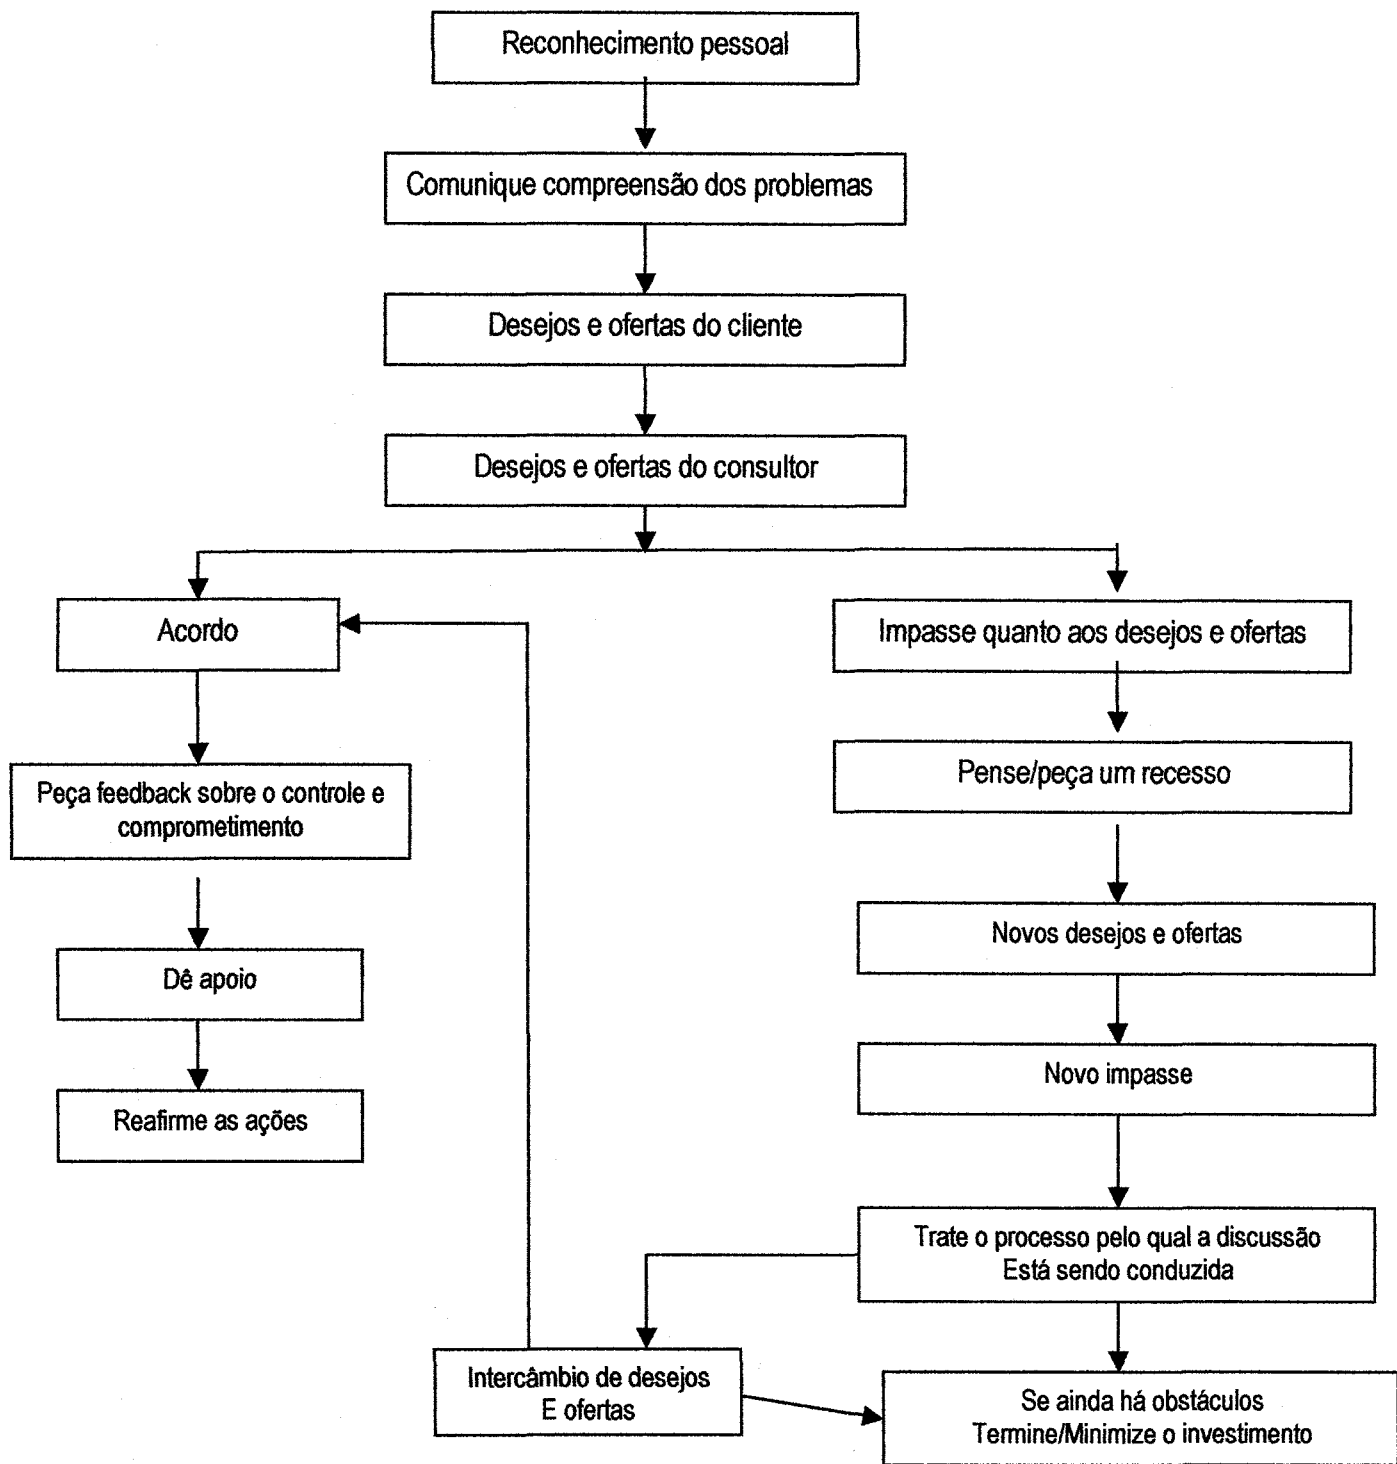 Reconhecimento pessoal
Comunique compreensão dos problemas
Desejos e ofertas do cliente
Desejos e ofertas do consultor
Acordo
Impasse quanto aos desejos e ofertas
Peça feedback sobre o controle e
comprometimento
Pense/peça um recesso
Dê apoio
Novos desejos e ofertas
Reafirme as ações
Novo impasse
Trate o processo pelo qual a discussão
Está sendo conduzida
Intercâmbio de desejos
E ofertas
Se ainda há obstáculos
Termine/Minimize o investimento